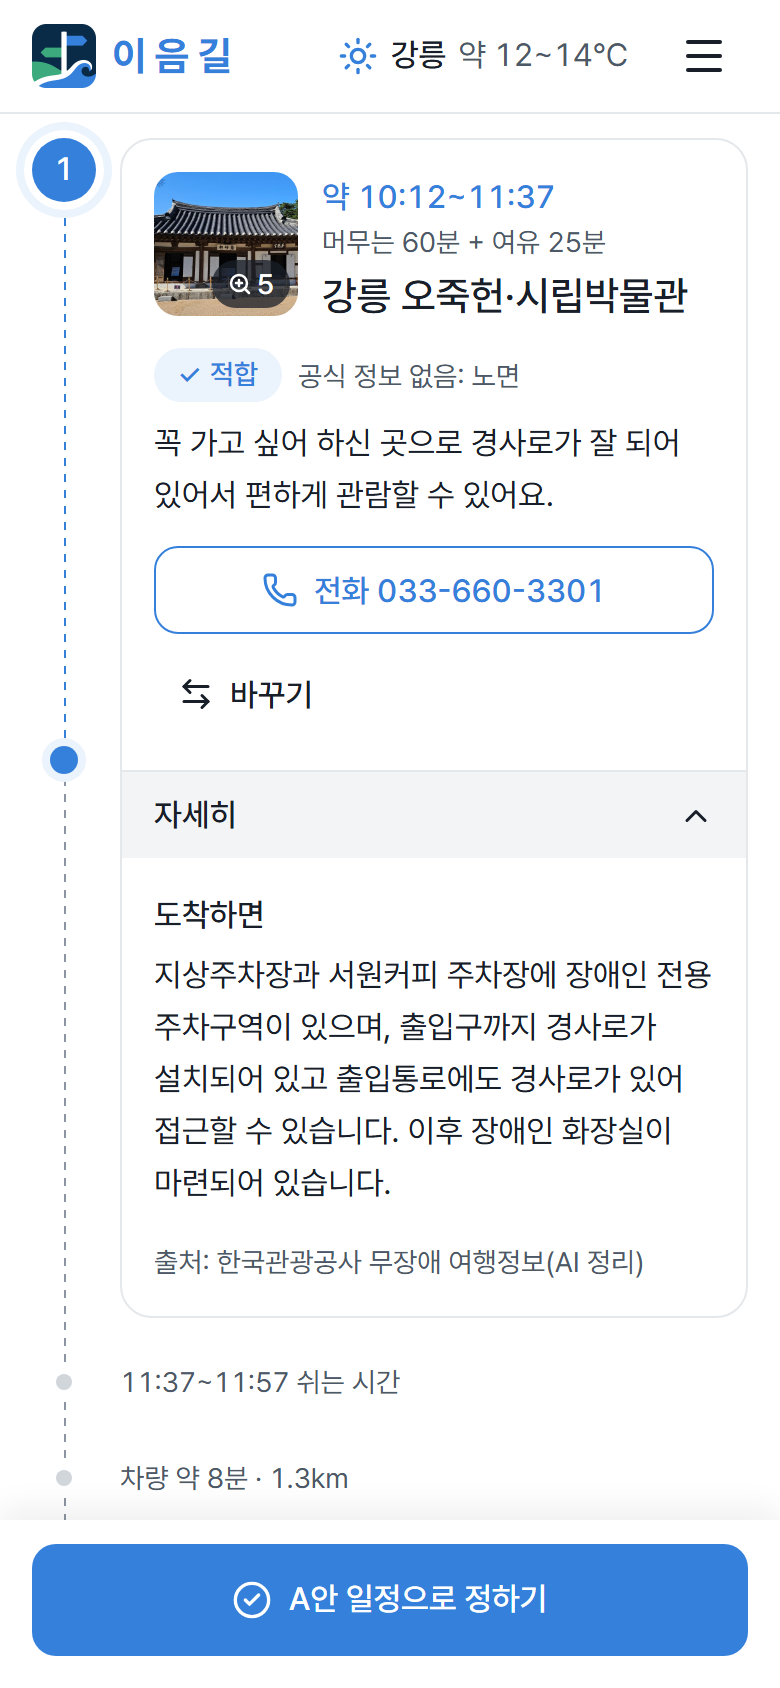 이음길
강릉 약 12~14°C
1
약 10:12~11:37
머무는 60분 + 여유 25분
강릉 오죽헌·시립박물관
5
적합 공식 정보 없음: 노면
꼭 가고 싶어 하신 곳으로 경사로가 잘 되어
있어서 편하게 관람할 수 있어요.
전화 033-660-3301
바꾸기
자세히
도착하면
지상주차장과 서원커피 주차장에 장애인 전용
주차구역이 있으며, 출입구까지 경사로가
설치되어 있고 출입통로에도 경사로가 있어
접근할 수 있습니다. 이후 장애인 화장실이
마련되어 있습니다.
출처: 한국관광공사 무장애 여행정보(AI 정리)
11:37~11:57 쉬는 시간
차량 약 8분 · 1.3km
A안 일정으로 정하기